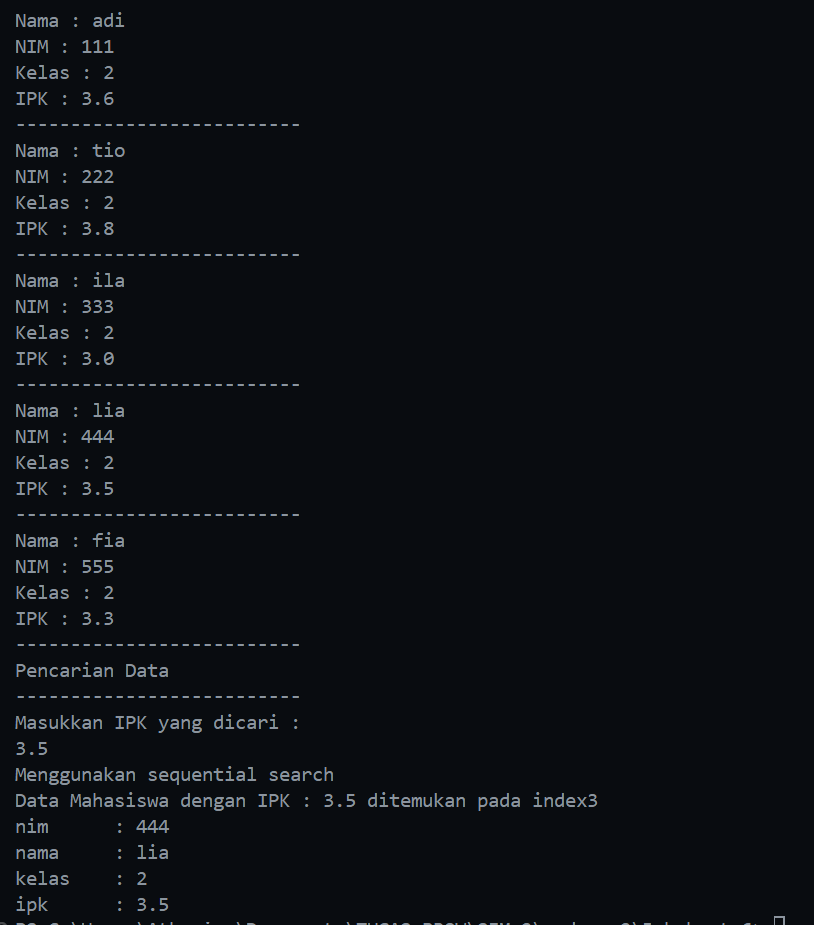 Nama : adi
NIM : 111
Kelas : 2
IPK : 3.6
--------------------------
Nama : tio
NIM : 222
Kelas : 2
IPK : 3.8
--------------------------
Nama : ila
NIM : 333
Kelas : 2
IPK : 3.0
--------------------------
Nama : lia
NIM : 444
Kelas : 2
IPK : 3.5
--------------------------
Nama : fia
NIM : 555
Kelas : 2
IPK : 3.3
--------------------------
Pencarian Data
--------------------------
Masukkan IPK yang dicari :
3.5
Menggunakan sequential search
Data Mahasiswa dengan IPK : 3.5 ditemukan pada index3
nim      : 444
nama     : lia
kelas    : 2
ipk      : 3.5